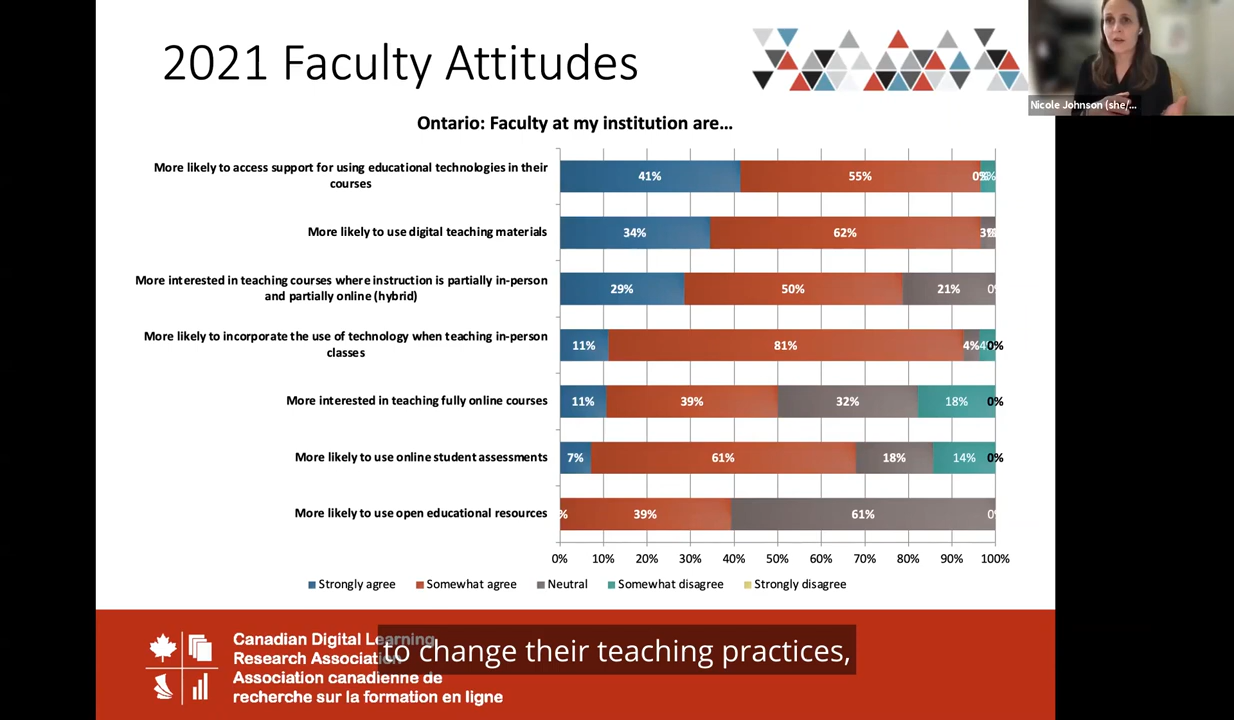 2021 Faculty Attitudes
Nicole Johnson (she/...
Ontario: Faculty at my institution are...
More likely to access support for using educational technologies in their
courses
41% 55% 0%
More likely to use digital teaching materials
34% 62% 3%
More interested in teaching courses where instruction is partially in-person
and partially online (hybrid)
29% 50% 21% 0
More likely to incorporate the use of technology when teaching in-person
classes
11% 81% 4% 4 0%
More interested in teaching fully online courses
11% 39% 32% 18% 0%
More likely to use online student assessments
7% 61% 18% 14% 0%
More likely to use open educational resources
% 39% 61% 0
0% 10% 20% 30% 40% 50% 60% 70% 80% 90% 100%
Strongly agree Somewhat agree Neutral Somewhat disagree Strongly disagree
Canadian Digital Learning
Research Association
Association canadienne de
recherche sur la formation en ligne
to change their teaching practices,